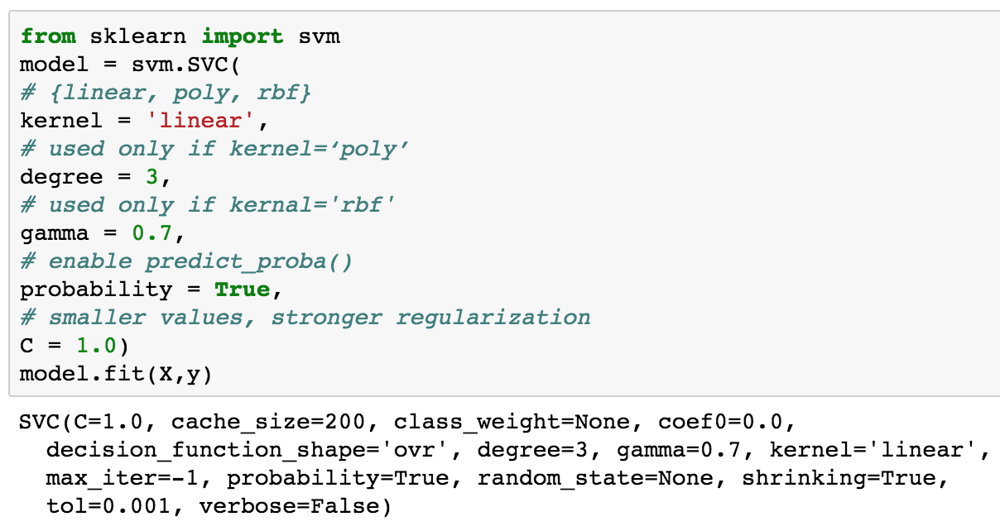 from sklearn import svm
model = svm.SVC(
# {linear, poly, rbf}
kernel = 'linear',
# used only if kernel=‘poly’
degree = 3,
# used only if kernal='rbf'
gamma = 0.7,
# enable predict_proba()
probability = True,
# smaller values, stronger regularization
C = 1.0)
model.fit(X,y)
SVC(C=1.0, cache_size=200, class_weight=None, coef0=0.0,
decision_function_shape='ovr', degree=3, gamma=0.7, kernel='linear',
max_iter=-1, probability=True, random_state=None, shrinking=True,
tol=0.001, verbose=False)